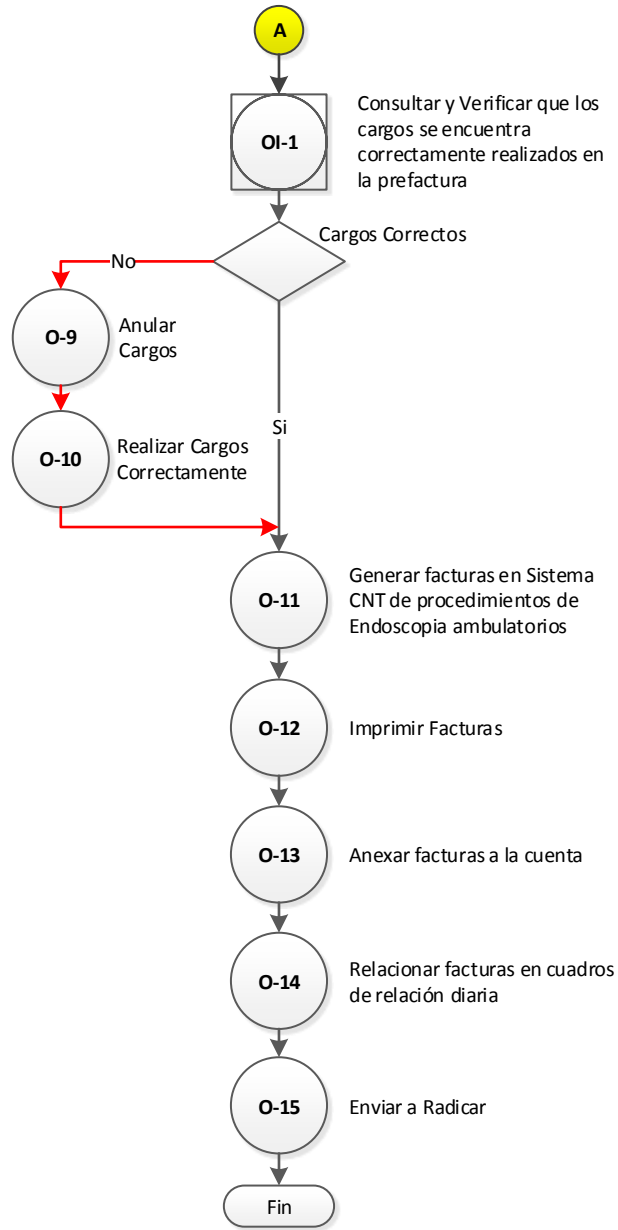 A
OI-1
Consultar y Verificar que los
cargos se encuentra
correctamente realizados en
la prefactura
Cargos Correctos
No
O-9
Anular
Cargos
Si
O-10
Realizar Cargos
Correctamente
O-11
Generar facturas en Sistema
CNT de procedimientos de
Endoscopia ambulatorios
O-12
Imprimir Facturas
O-13
Anexar facturas a la cuenta
O-14
Relacionar facturas en cuadros
de relación diaria
O-15
Enviar a Radicar
Fin